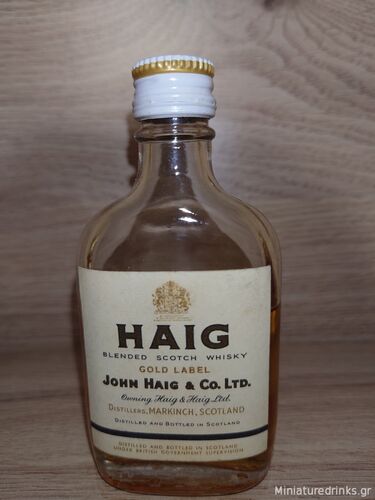 HAIG
BLENDED SCOTCH WHISKY
GOLD LABEL
JOHN HAIG & CO. LTD.
Owning Haig & Haig Ltd.
DISTILLERS, MARKINCH, SCOTLAND
DISTILLED AND BOTTLED IN SCOTLAND
DISTILLED AND BOTTLED IN SCOTLAND
UNDER BRITISH GOVERNMENT SUPERVISION
Miniaturedrinks.gr